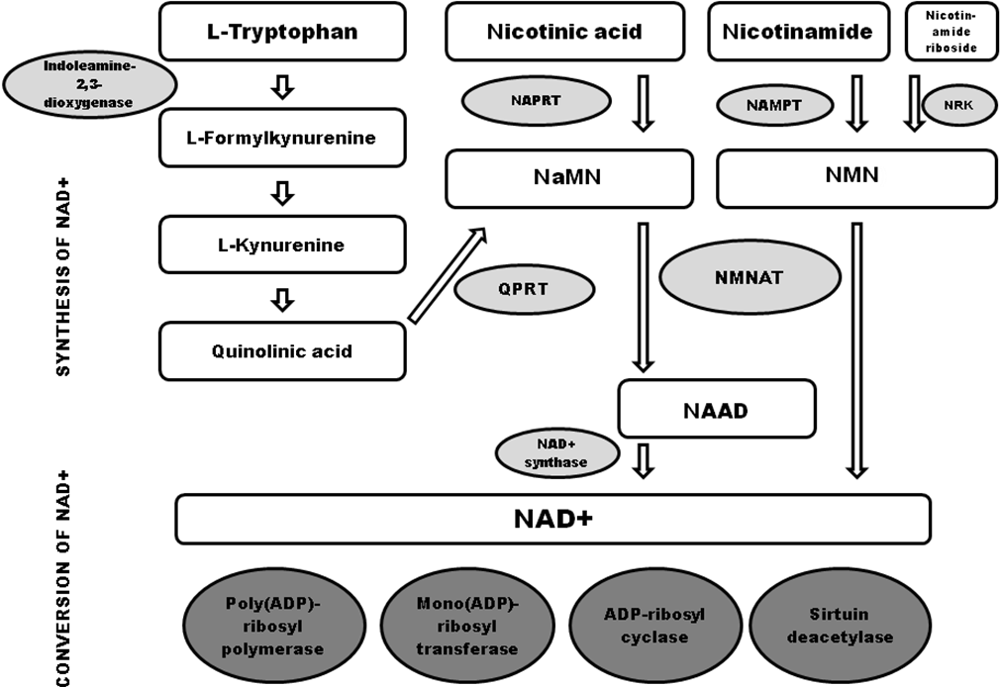 L-Tryptophan
Nicotinic acid
Nicotinamide
Nicotin-
amide
riboside
Indoleamine-
2,3-
dioxygenase
NAPRT
NAMPT
NRK
L-Formylkynurenine
NaMN
NMN
SYNTHESIS OF NAD+
L-Kynurenine
QPRT
NMNAT
Quinolinic acid
NAAD
NAD+
synthase
CONVERSION OF NAD+
NAD+
Poly(ADP)-
ribosyl
polymerase
Mono(ADP)-
ribosyl
transferase
ADP-ribosyl
cyclase
Sirtuin
deacetylase